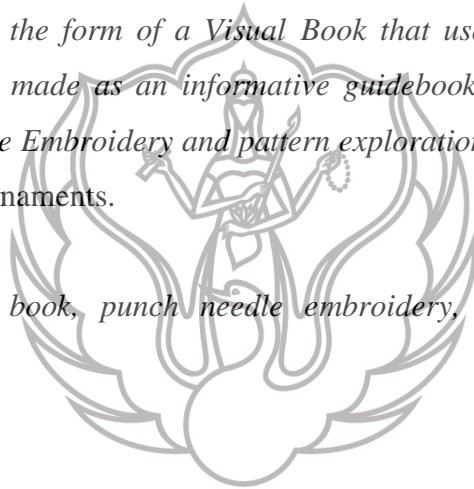 the form of a Visual Book that use
made as an informative guidebook
e Embroidery and pattern exploration
naments.
book, punch needle embroidery,